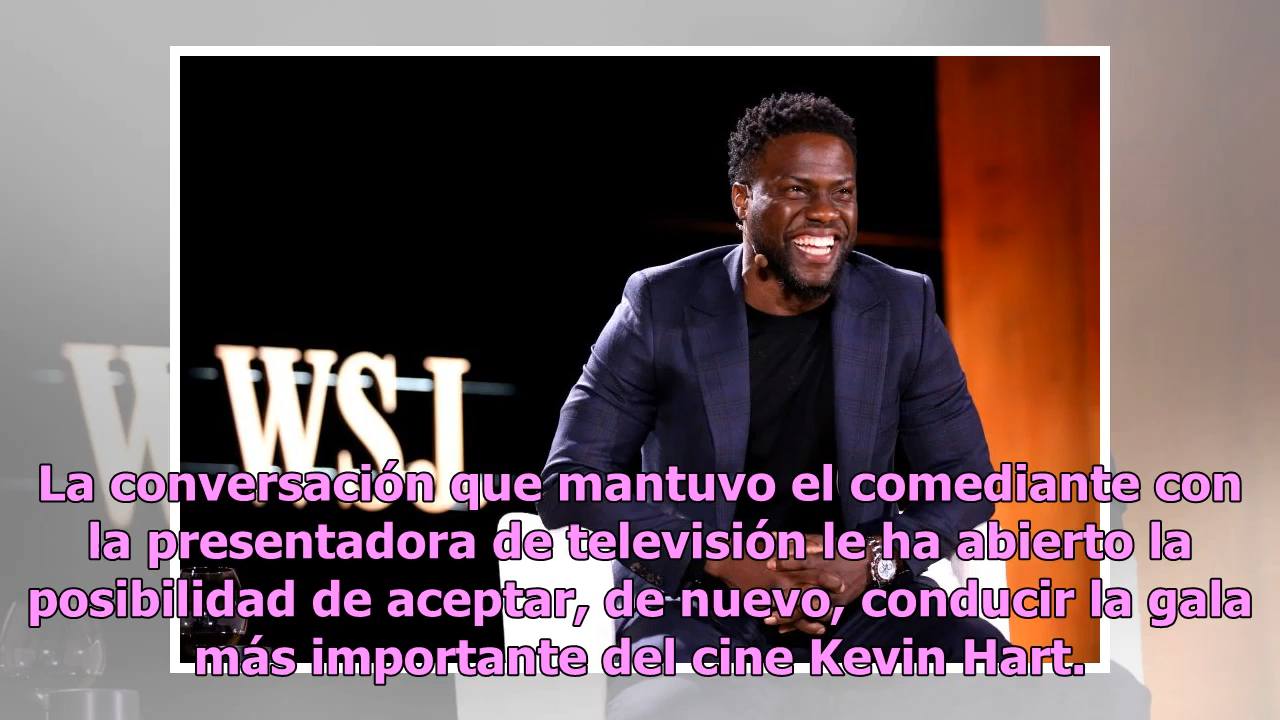 WSJ
La conversación que mantuvo el comediante con
la presentadora de televisión le ha abierto la
posibilidad de aceptar, de nuevo, conducir la gala
más importante del cine Kevin Hart.